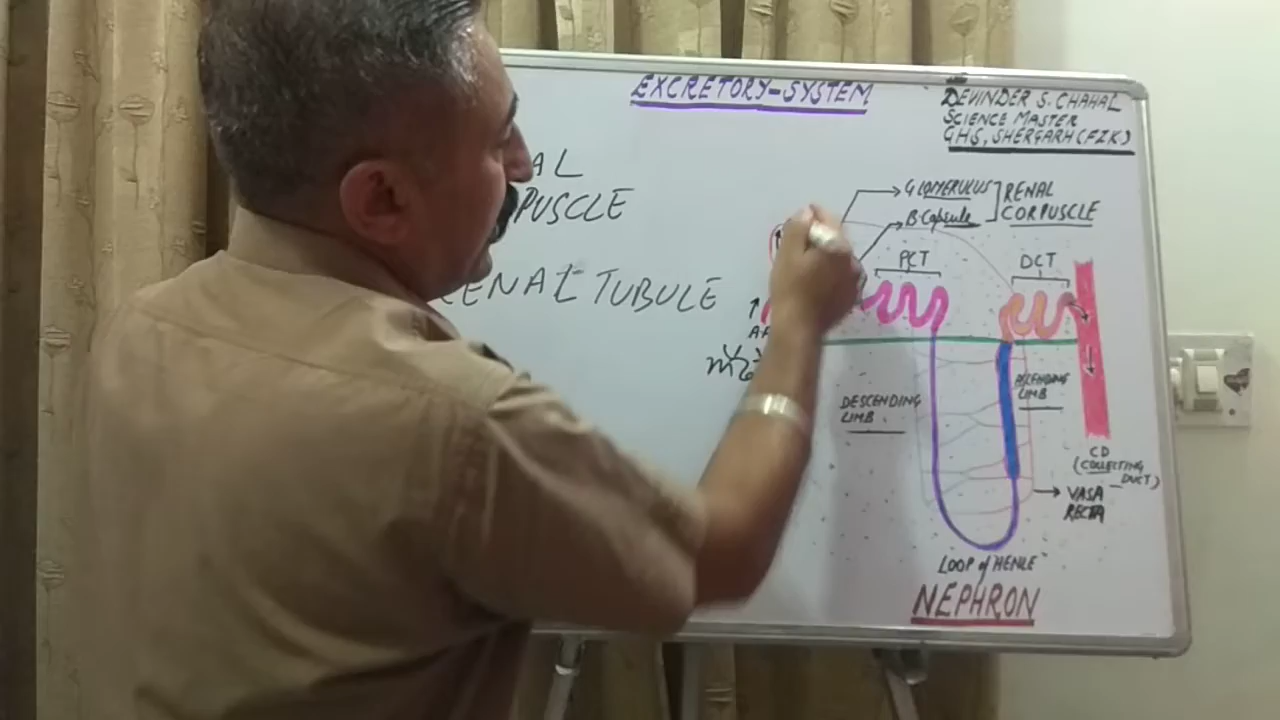 EXCRETORY-SYSTEM
DEVINDER S. CHAHAL
SCIENCE MASTER
GHS, SHERGARH (FZK)
AL
PUSCLE
ENAL TUBULE
GLOMERULUS
B. Capsule
RENAL
CORPUSCLE
PCT
DCT
DESCENDING
LIMB
ASCENDING
LIMB
CD
(COLLECTING
DUCT)
VASA
RECTA
LOOP of HENLE
NEPHRON